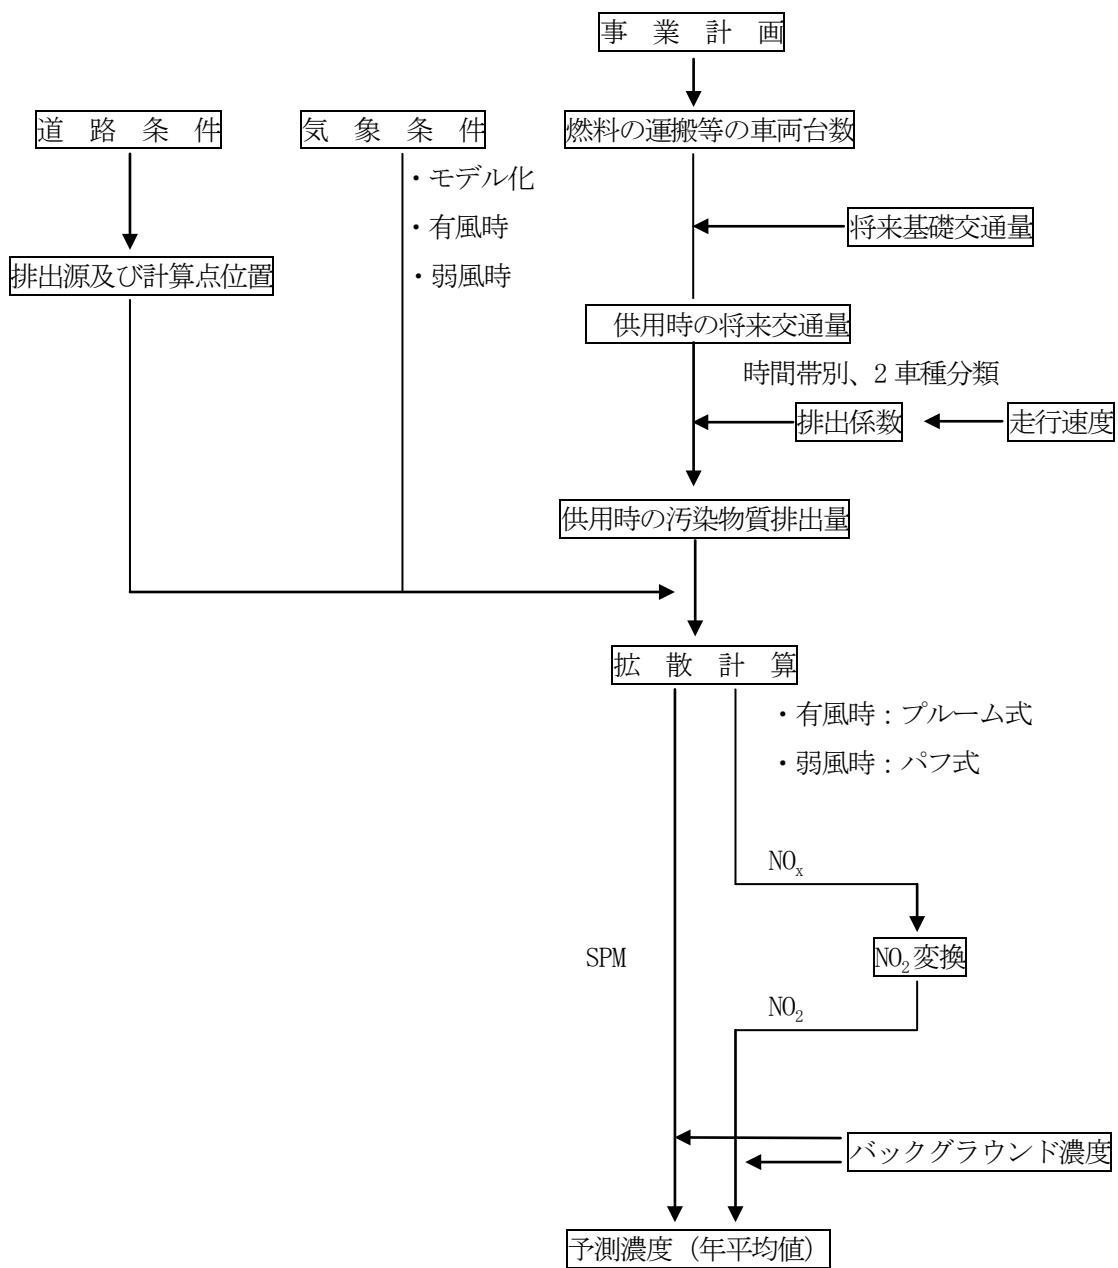 事　業　計　画
道　路　条　件
気　象　条　件
燃料の運搬等の車両台数
・モデル化
・有風時
・弱風時
将来基礎交通量
排出源及び計算点位置
供用時の将来交通量
時間帯別、2車種分類
排出係数
走行速度
供用時の汚染物質排出量
拡　散　計　算
・有風時：プルーム式
・弱風時：パフ式
NOx
SPM
NO2変換
NO2
バックグラウンド濃度
予測濃度（年平均値）